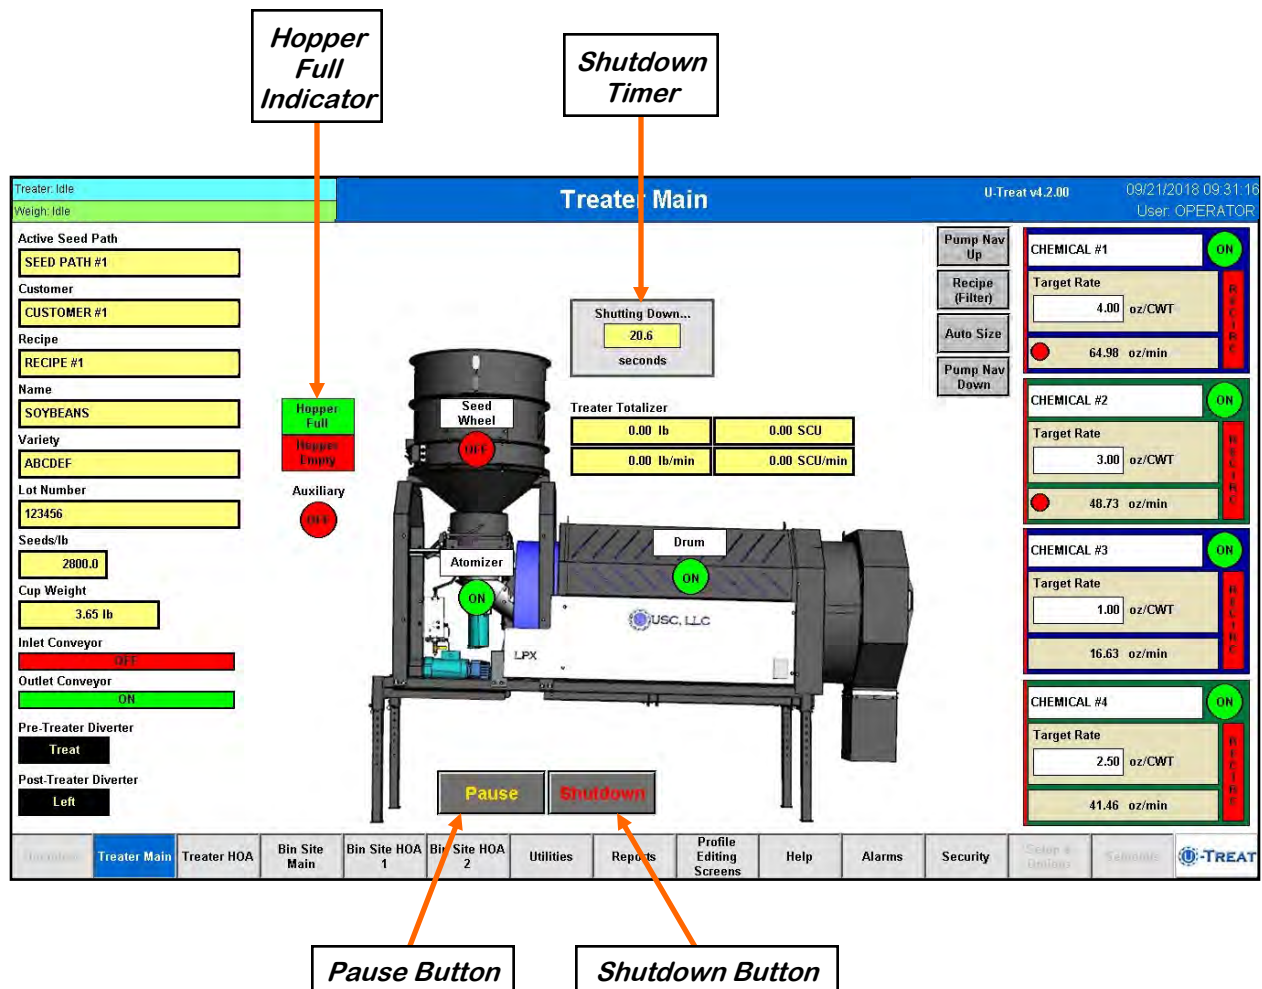 Hopper
Full
Indicator
Shutdown
Timer
Treater: Idle
Weigh: Idle
Treater Main
U-Treat v4.2.00
09/21/2018 09:31:16
User: OPERATOR
Active Seed Path
SEED PATH #1
Customer
CUSTOMER #1
Recipe
RECIPE #1
Name
SOYBEANS
Variety
ABCDEF
Lot Number
123456
Seeds/lb
2800.0
Cup Weight
3.65 lb
Inlet Conveyor
OFF
Outlet Conveyor
ON
Pre-Treater Diverter
Treat
Post-Treater Diverter
Left
Hopper
Full
Hopper
Empty
Auxiliary
OFF
Seed
Wheel
OFF
Atomizer
ON
Shutting Down...
20.6
seconds
Treater Totalizer
0.00 lb
0.00 SCU
0.00 lb/min
0.00 SCU/min
Drum
ON
USC, LLC
LPX
Pause
Shutdown
Pump Nav
Up
Recipe
(Filter)
Auto Size
Pump Nav
Down
CHEMICAL #1
ON
Target Rate
4.00 oz/CWT
64.98 oz/min
RECIRC
CHEMICAL #2
ON
Target Rate
3.00 oz/CWT
48.73 oz/min
RECIRC
CHEMICAL #3
ON
Target Rate
1.00 oz/CWT
16.63 oz/min
RECIRC
CHEMICAL #4
ON
Target Rate
2.50 oz/CWT
41.46 oz/min
RECIRC
Treater Main
Treater HOA
Bin Site
Main
Bin Site HOA
1
Bin Site HOA
2
Utilities
Reports
Profile
Editing
Screens
Help
Alarms
Security
U-TREAT
Pause Button
Shutdown Button